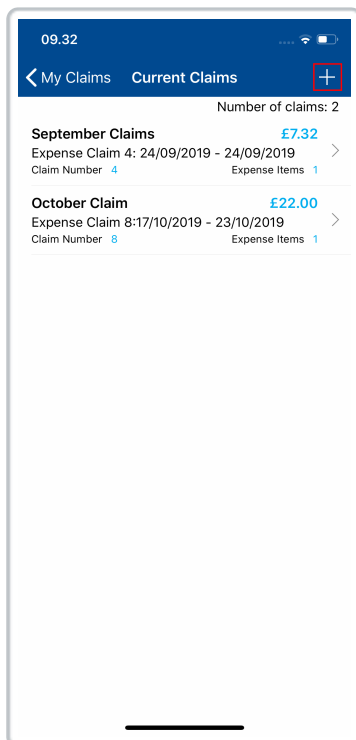 09.32
My Claims Current Claims
Number of claims: 2
September Claims £7.32
Expense Claim 4: 24/09/2019 - 24/09/2019
Claim Number 4 Expense Items 1
October Claim £22.00
Expense Claim 8:17/10/2019 - 23/10/2019
Claim Number 8 Expense Items 1